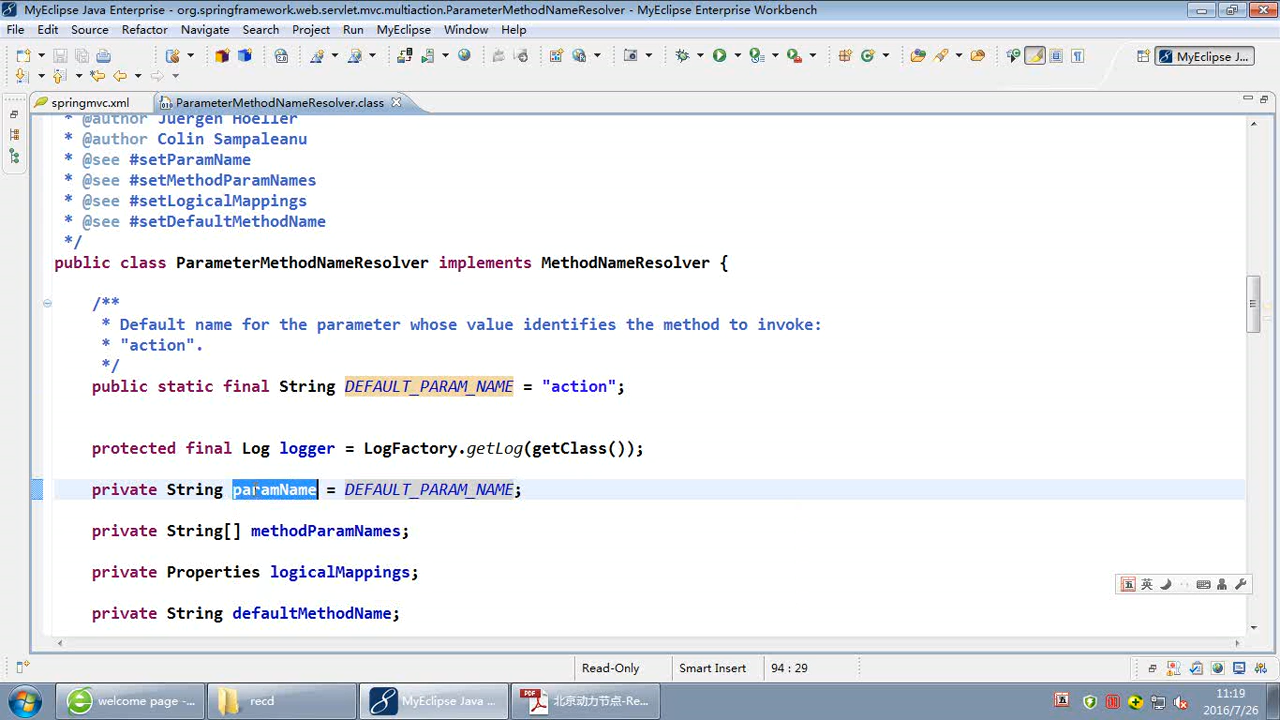 MyEclipse Java Enterprise - org.springframework.web.servlet.mvc.multiaction.ParameterMethodNameResolver - MyEclipse Enterprise Workbench
File Edit Source Refactor Navigate Search Project Run MyEclipse Window Help
MyEclipse J...
springmvc.xml ParameterMethodNameResolver.class
* @author Juergen Hoeller
* @author Colin Sampaleanu
* @see #setParamName
* @see #setMethodParamNames
* @see #setLogicalMappings
* @see #setDefaultMethodName
*/
public class ParameterMethodNameResolver implements MethodNameResolver {
/**
* Default name for the parameter whose value identifies the method to invoke:
* "action".
*/
public static final String DEFAULT_PARAM_NAME = "action";
protected final Log logger = LogFactory.getLog(getClass());
private String paramName = DEFAULT_PARAM_NAME;
private String[] methodParamNames;
private Properties logicalMappings;
五 英
private String defaultMethodName;
Read-Only Smart Insert 94 : 29
welcome page -... recd MyEclipse Java Ent... 北京动力节点-Re...
11:19
2016/7/26